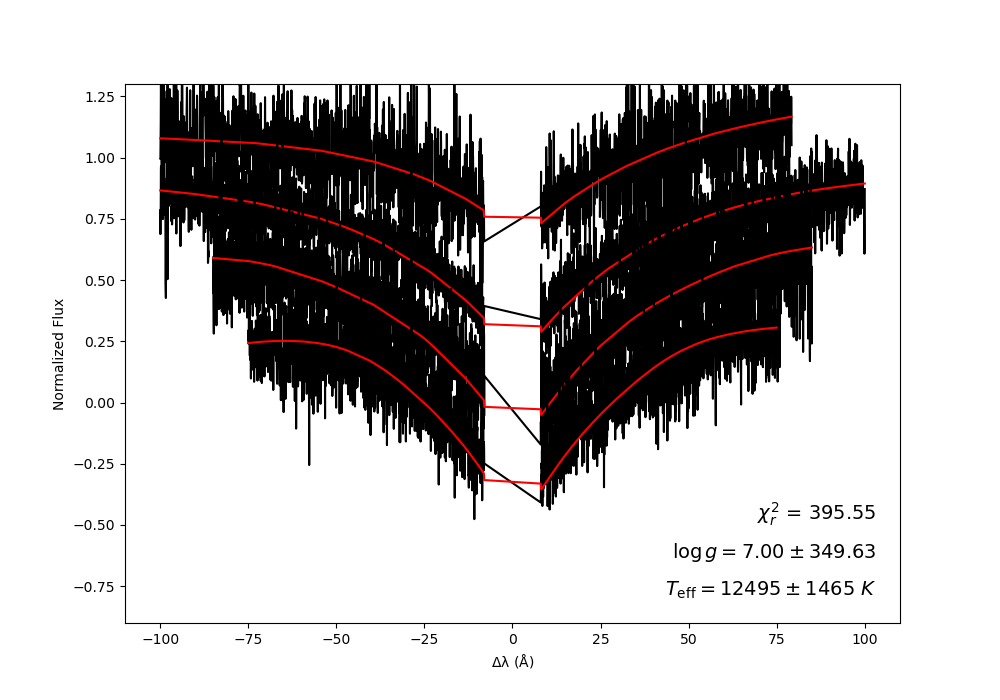 1.25
1.00
0.75
0.50
0.25
0.00
−0.25
−0.50
−0.75
Normalized Flux
χ²ᵣ = 395.55
log g = 7.00 ± 349.63
T_eff = 12495 ± 1465 K
−100 −75 −50 −25 0 25 50 75 100
Δλ (Å)